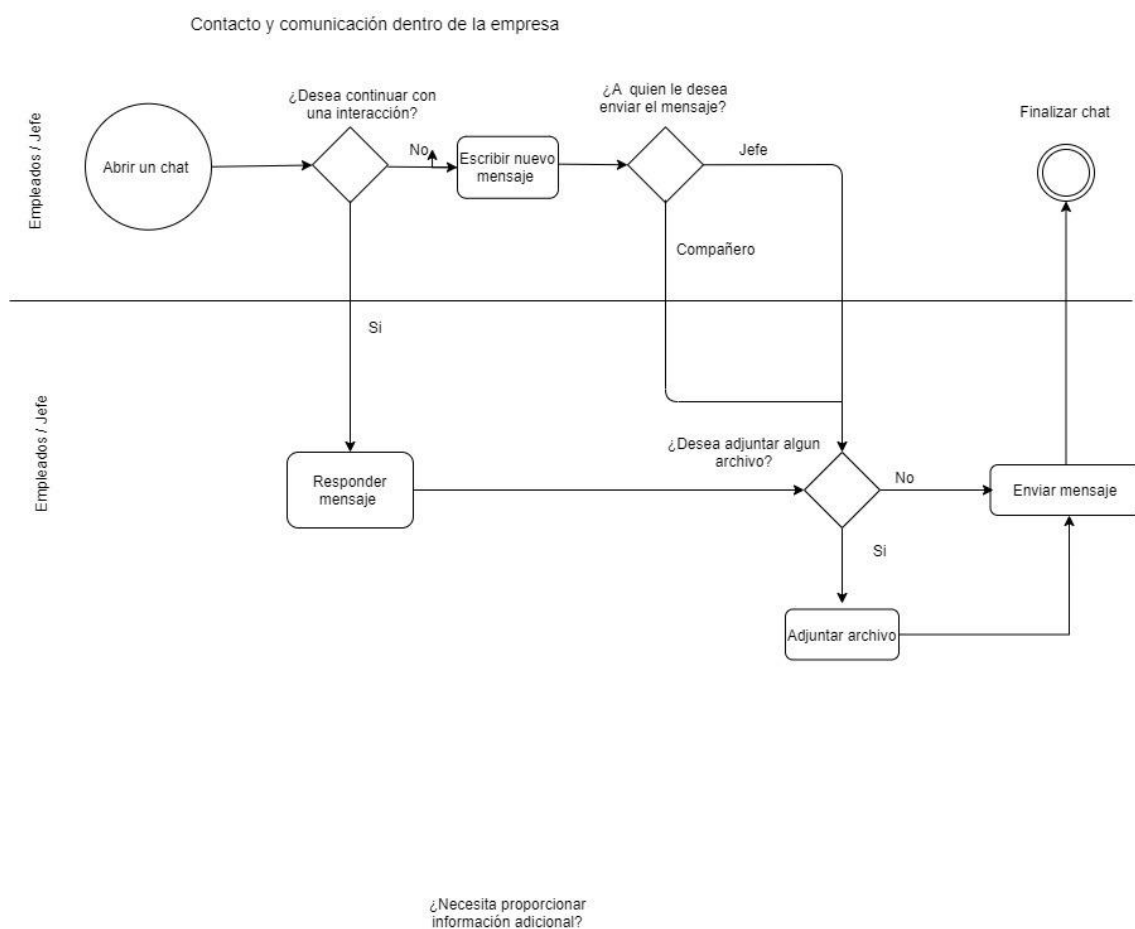 Contacto y comunicación dentro de la empresa
Empleados / Jefe
Abrir un chat
¿Desea continuar con
una interacción?
No
Escribir nuevo
mensaje
¿A quien le desea
enviar el mensaje?
Jefe
Compañero
Finalizar chat
Empleados / Jefe
Si
Responder
mensaje
¿Desea adjuntar algun
archivo?
No
Enviar mensaje
Si
Adjuntar archivo
¿Necesita proporcionar
información adicional?